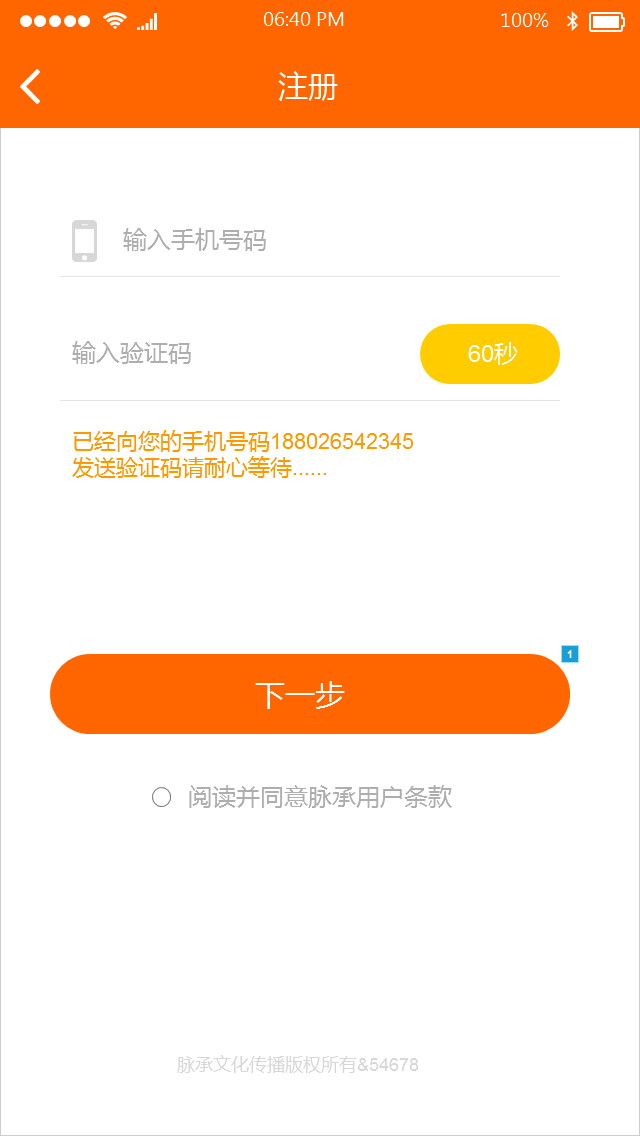 06:40 PM
100%
注册
输入手机号码
输入验证码
60秒
已经向您的手机号码188026542345
发送验证码请耐心等待......
1
下一步
阅读并同意脉承用户条款
脉承文化传播版权所有&54678